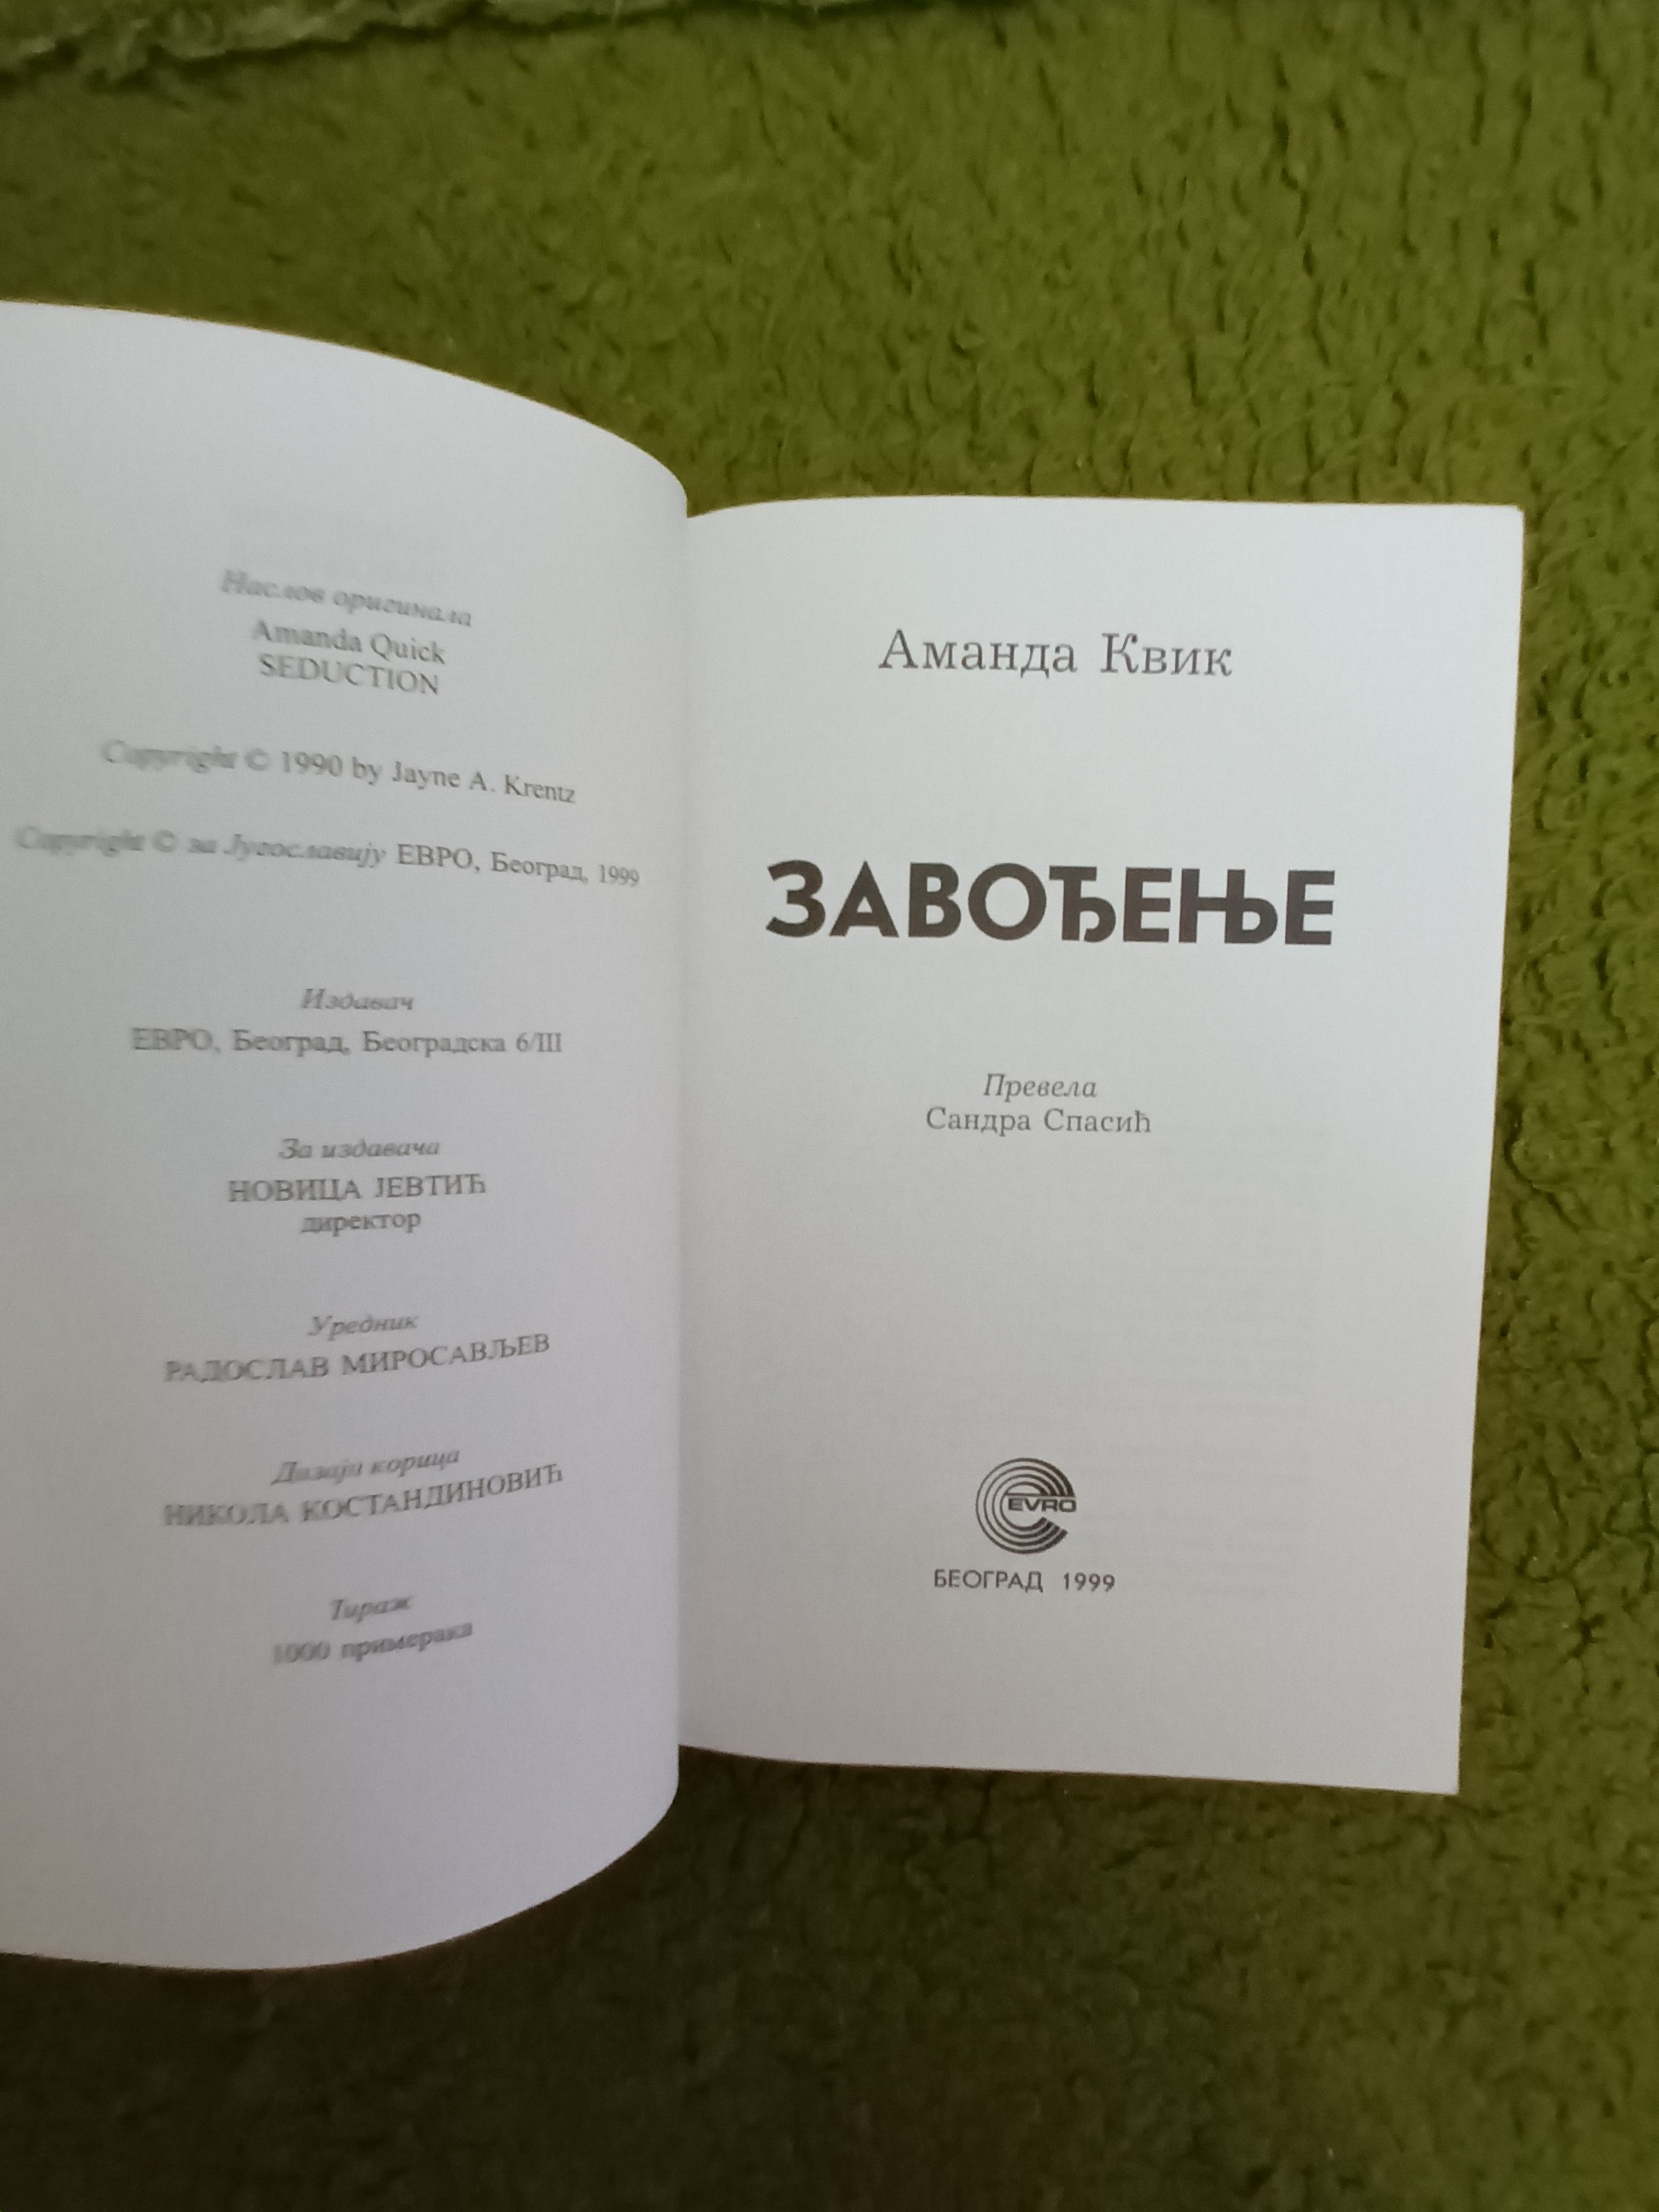 Наслов оригинала
Amanda Quick
SEDUCTION
Copyright © 1990 by Jayne A. Krentz
Copyright © за Југославију ЕВРО, Београд, 1999
Издавач
ЕВРО, Београд, Београдска 6/III
За издавача
НОВИЦА ЈЕВТИЋ
директор
Уредник
РАДОСЛАВ МИРОСАВЉЕВ
Дизајн корица
НИКОЛА КОСТАНДИНОВИЋ
Тираж
1000 примерака
Аманда Квик
ЗАВОЂЕЊЕ
Превела
Сандра Спасић
EVRO
БЕОГРАД 1999